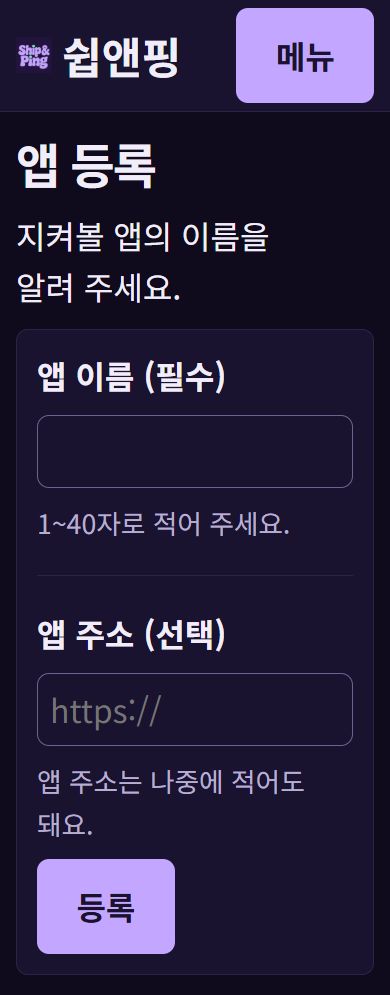 Ship&
Ping
쉽앤핑
메뉴
앱 등록
지켜볼 앱의 이름을
알려 주세요.
앱 이름 (필수)
1~40자로 적어 주세요.
앱 주소 (선택)
https://
앱 주소는 나중에 적어도
돼요.
등록